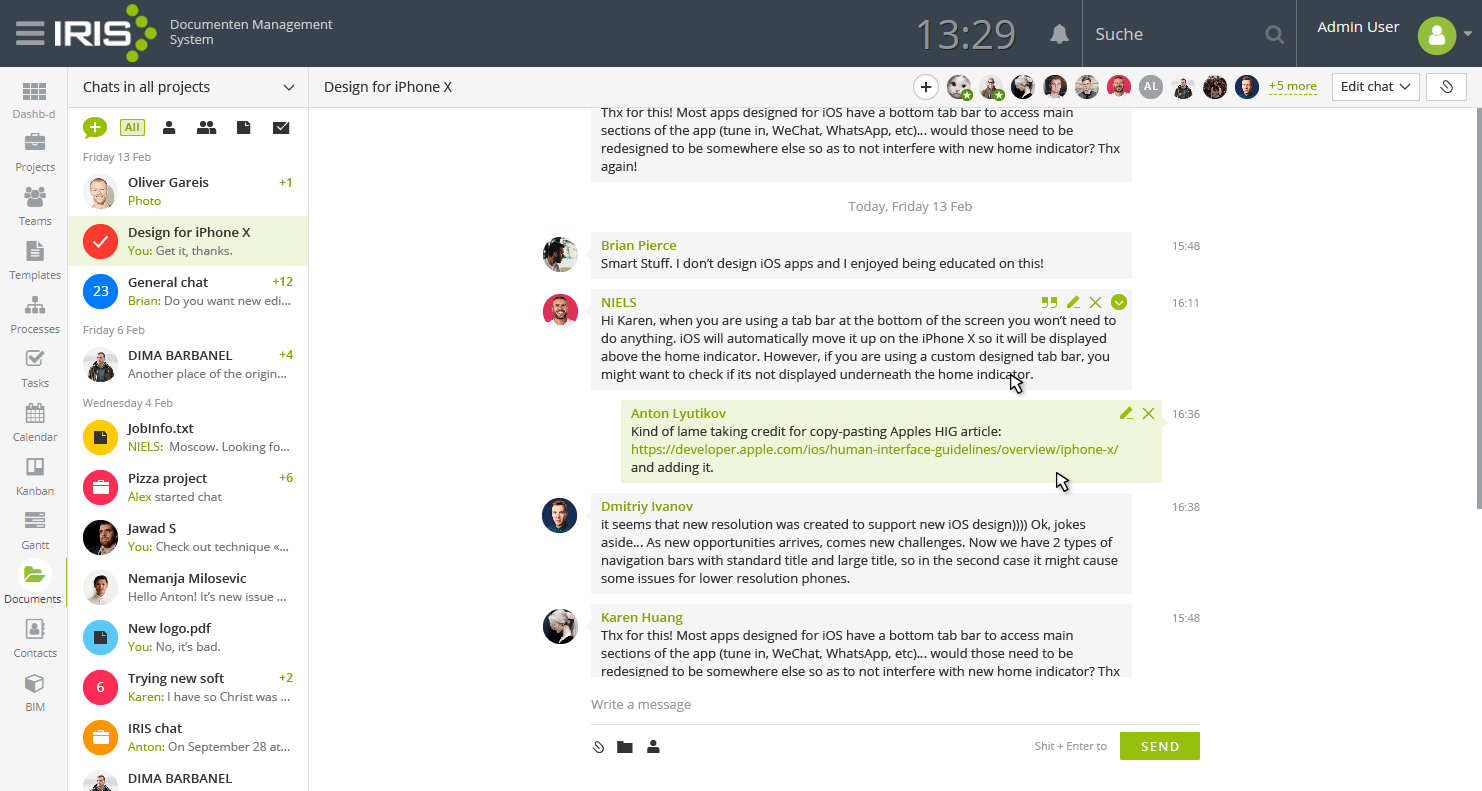 IRIS
Documenten Management
System
13:29
Suche
Admin User
Dashb-d
Projects
Teams
Templates
Processes
Tasks
Calendar
Kanban
Gantt
Documents
Contacts
BIM
Chats in all projects
All
Friday 13 Feb
Oliver Gareis +1
Photo
Design for iPhone X
You: Get it, thanks.
23
General chat +12
Brian: Do you want new edi...
Friday 6 Feb
DIMA BARBANEL +4
Another place of the origin...
Wednesday 4 Feb
JobInfo.txt
NIELS: Moscow. Looking fo...
Pizza project +6
Alex started chat
Jawad S
You: Check out technique «...
Nemanja Milosevic
Hello Anton! It’s new issue ...
New logo.pdf
You: No, it’s bad.
6
Trying new soft +2
Karen: I have so Christ was ...
IRIS chat
Anton: On September 28 at...
DIMA BARBANEL
Design for iPhone X
AL
+5 more
Edit chat
Thx for this! Most apps designed for iOS have a bottom tab bar to access main
sections of the app (tune in, WeChat, WhatsApp, etc)... would those need to be
redesigned to be somewhere else so as to not interfere with new home indicator? Thx
again!
Today, Friday 13 Feb
Brian Pierce 15:48
Smart Stuff. I don’t design iOS apps and I enjoyed being educated on this!
NIELS 16:11
Hi Karen, when you are using a tab bar at the bottom of the screen you won’t need to
do anything. iOS will automatically move it up on the iPhone X so it will be displayed
above the home indicator. However, if you are using a custom designed tab bar, you
might want to check if its not displayed underneath the home indicator.
Anton Lyutikov 16:36
Kind of lame taking credit for copy-pasting Apples HIG article:
https://developer.apple.com/ios/human-interface-guidelines/overview/iphone-x/
and adding it.
Dmitriy Ivanov 16:38
it seems that new resolution was created to support new iOS design)))) Ok, jokes
aside... As new opportunities arrives, comes new challenges. Now we have 2 types of
navigation bars with standard title and large title, so in the second case it might cause
some issues for lower resolution phones.
Karen Huang 15:48
Thx for this! Most apps designed for iOS have a bottom tab bar to access main
sections of the app (tune in, WeChat, WhatsApp, etc)... would those need to be
redesigned to be somewhere else so as to not interfere with new home indicator? Thx
Write a message
Shit + Enter to
SEND